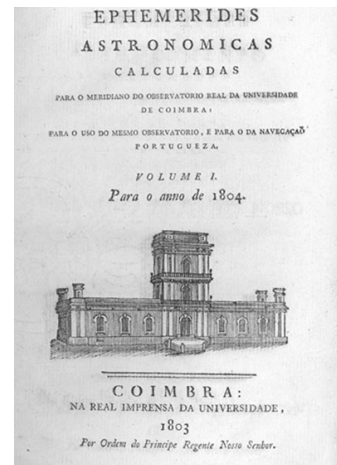 EPHEMERIDES
ASTRONOMICAS
CALCULADAS
PARA O MERIDIANO DO OBSERVATORIO REAL DA UNIVERSIDADE
DE COIMBRA:
PARA O USO DO MESMO OBSERVATORIO, E PARA O DA NAVEGAÇAÕ
PORTUGUEZA.
VOLUME I.
Para o anno de 1804.
COIMBRA:
NA REAL IMPRENSA DA UNIVERSIDADE,
1803
Por Ordem do Principe Regente Nosso Senhor.